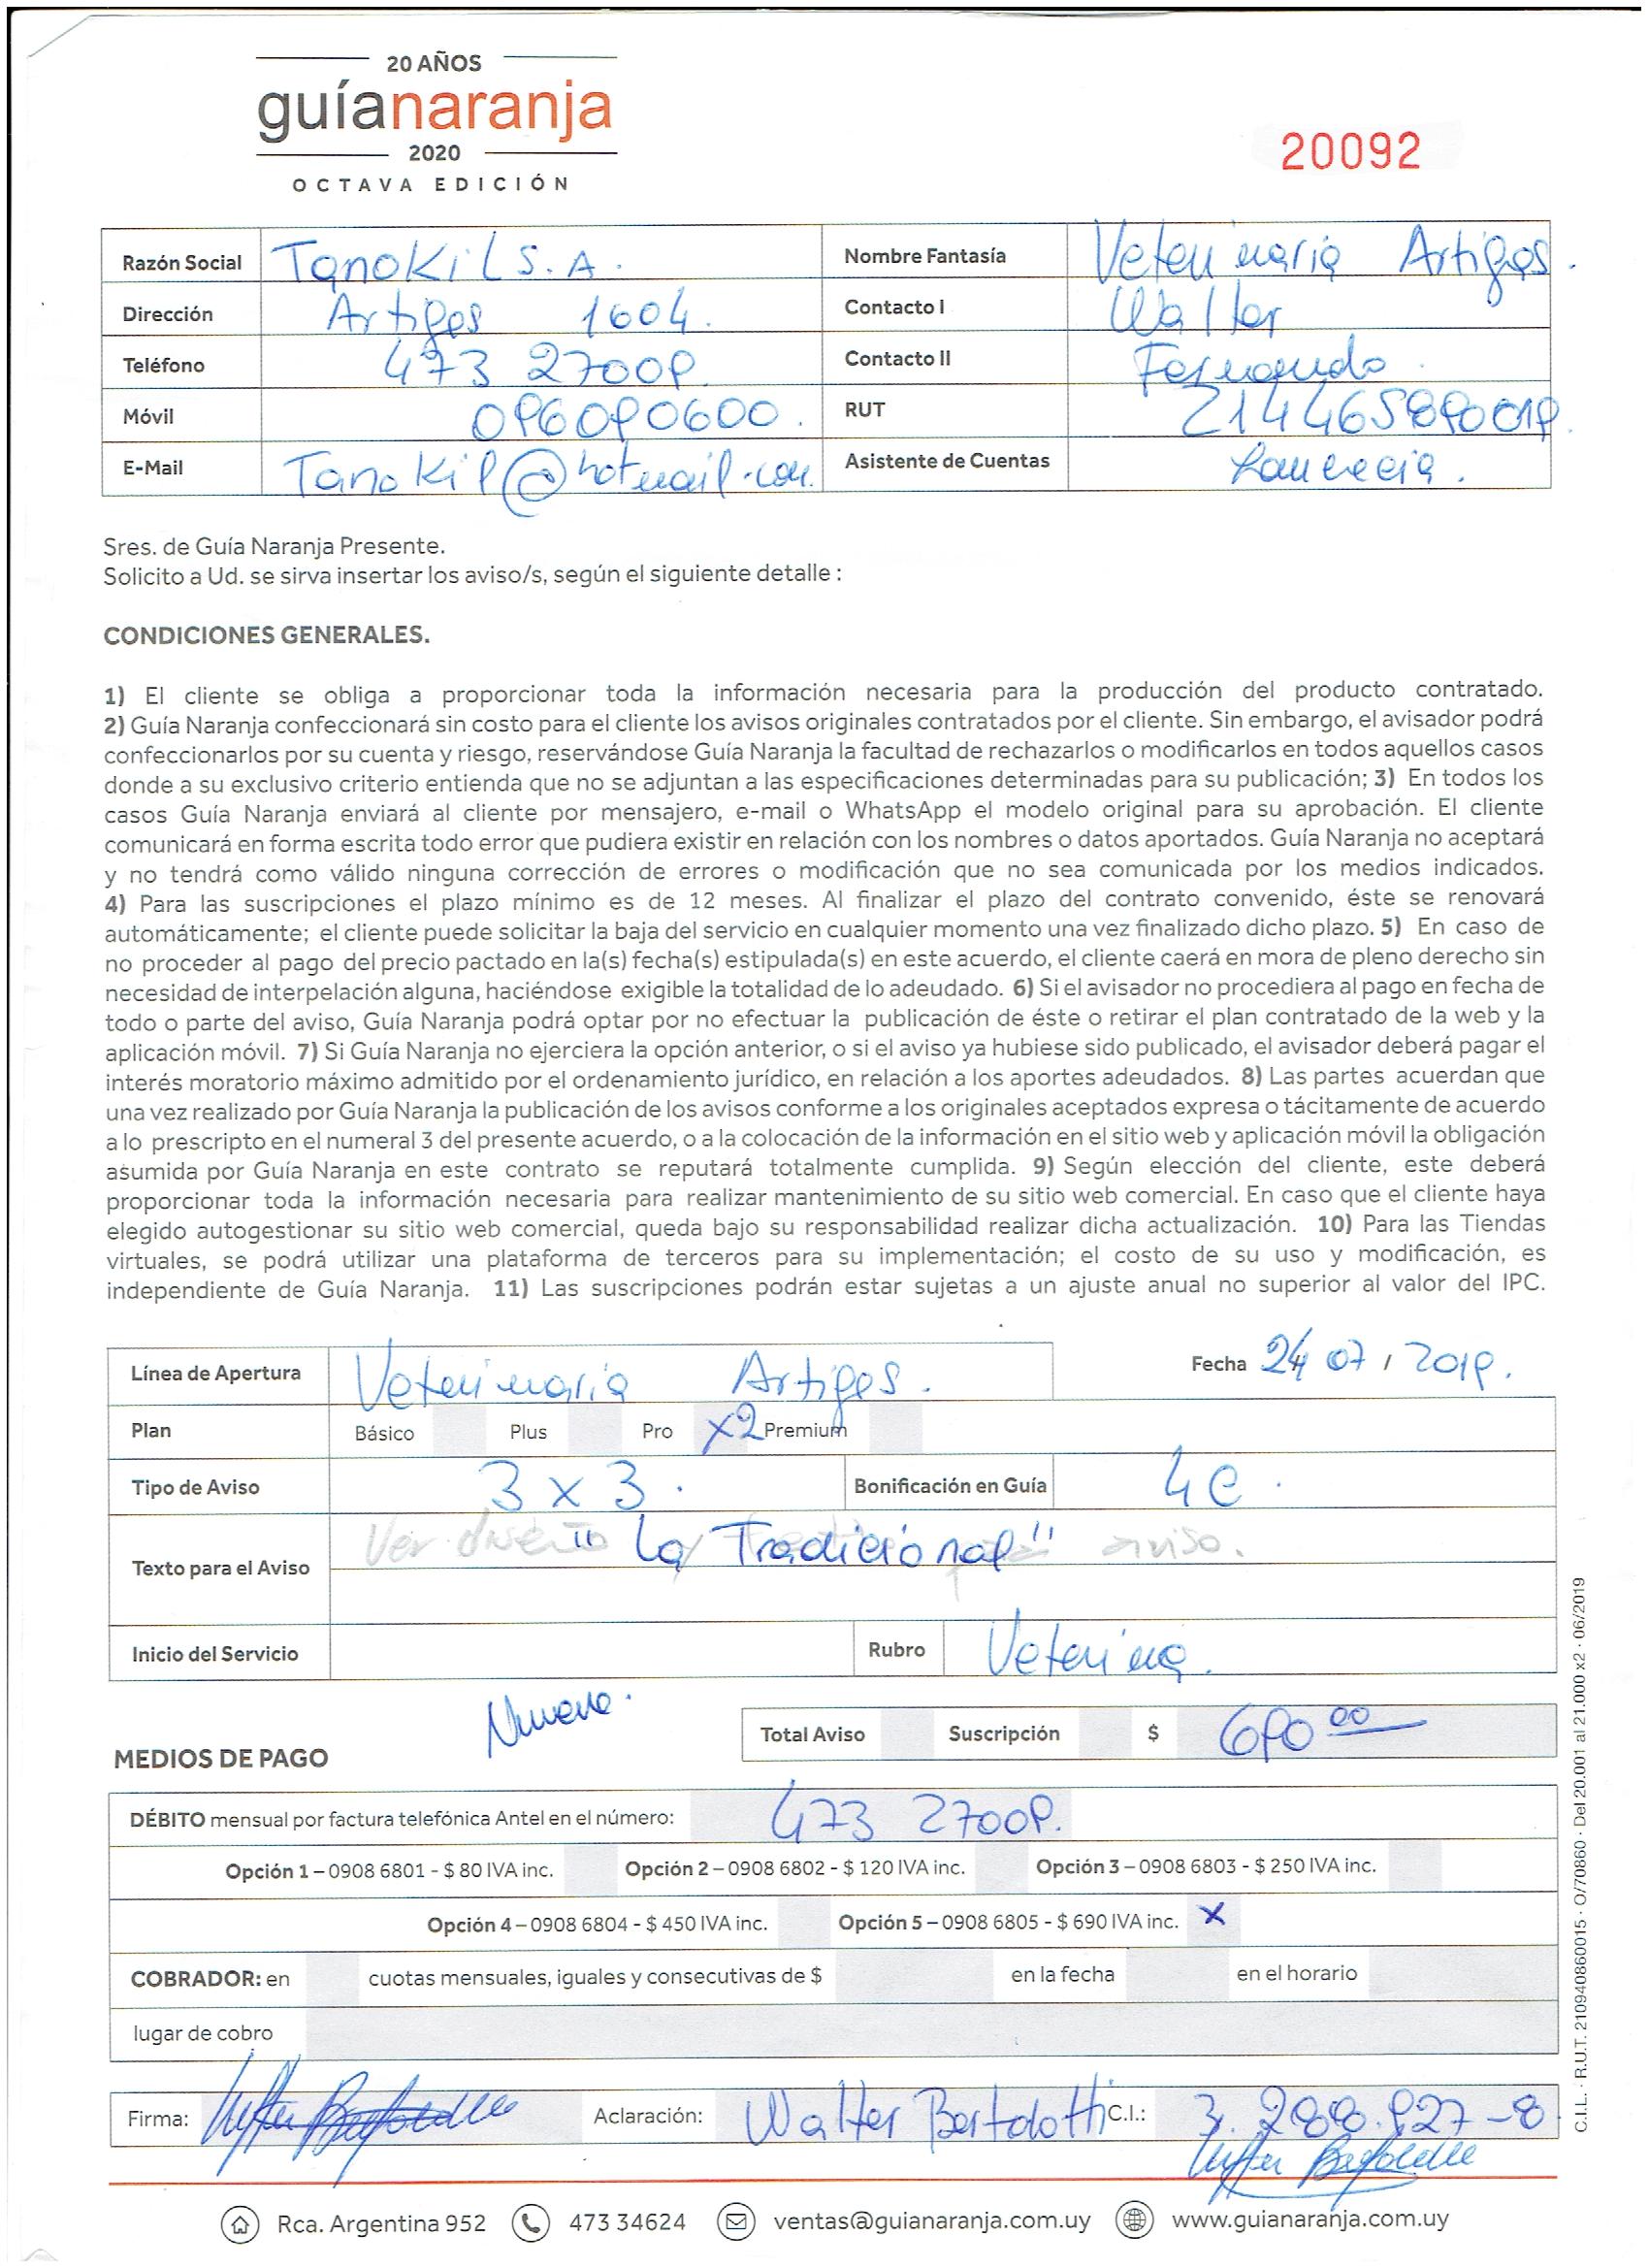 20 AÑOS
guíanaranja
2020
OCTAVA EDICIÓN
20092
Razón Social TanoKil S.A. Nombre Fantasía Veterinaria Artigas.
Dirección Artigas 1604. Contacto I Walter
Teléfono 473 27009. Contacto II Fernando.
Móvil 096090600. RUT 214465890019.
E-Mail TanoKil@hotmail.com. Asistente de Cuentas
Sres. de Guía Naranja Presente.
Solicito a Ud. se sirva insertar los aviso/s, según el siguiente detalle :
CONDICIONES GENERALES.
1) El cliente se obliga a proporcionar toda la información necesaria para la producción del producto contratado.
2) Guía Naranja confeccionará sin costo para el cliente los avisos originales contratados por el cliente. Sin embargo, el avisador podrá
confeccionarlos por su cuenta y riesgo, reservándose Guía Naranja la facultad de rechazarlos o modificarlos en todos aquellos casos
donde a su exclusivo criterio entienda que no se adjuntan a las especificaciones determinadas para su publicación; 3) En todos los
casos Guía Naranja enviará al cliente por mensajero, e-mail o WhatsApp el modelo original para su aprobación. El cliente
comunicará en forma escrita todo error que pudiera existir en relación con los nombres o datos aportados. Guía Naranja no aceptará
y no tendrá como válido ninguna corrección de errores o modificación que no sea comunicada por los medios indicados.
4) Para las suscripciones el plazo mínimo es de 12 meses. Al finalizar el plazo del contrato convenido, éste se renovará
automáticamente; el cliente puede solicitar la baja del servicio en cualquier momento una vez finalizado dicho plazo. 5) En caso de
no proceder al pago del precio pactado en la(s) fecha(s) estipulada(s) en este acuerdo, el cliente caerá en mora de pleno derecho sin
necesidad de interpelación alguna, haciéndose exigible la totalidad de lo adeudado. 6) Si el avisador no procediera al pago en fecha de
todo o parte del aviso, Guía Naranja podrá optar por no efectuar la publicación de éste o retirar el plan contratado de la web y la
aplicación móvil. 7) Si Guía Naranja no ejerciera la opción anterior, o si el aviso ya hubiese sido publicado, el avisador deberá pagar el
interés moratorio máximo admitido por el ordenamiento jurídico, en relación a los aportes adeudados. 8) Las partes acuerdan que
una vez realizado por Guía Naranja la publicación de los avisos conforme a los originales aceptados expresa o tácitamente de acuerdo
a lo prescripto en el numeral 3 del presente acuerdo, o a la colocación de la información en el sitio web y aplicación móvil la obligación
asumida por Guía Naranja en este contrato se reputará totalmente cumplida. 9) Según elección del cliente, este deberá
proporcionar toda la información necesaria para realizar mantenimiento de su sitio web comercial. En caso que el cliente haya
elegido autogestionar su sitio web comercial, queda bajo su responsabilidad realizar dicha actualización. 10) Para las Tiendas
virtuales, se podrá utilizar una plataforma de terceros para su implementación; el costo de su uso y modificación, es
independiente de Guía Naranja. 11) Las suscripciones podrán estar sujetas a un ajuste anual no superior al valor del IPC.
Línea de Apertura Veterinaria Artigas. Fecha 24 07 / 2019.
Plan Básico Plus Pro X2 Premium
Tipo de Aviso 3 x 3. Bonificación en Guía 4C.
Ver diseño "La Tradicional" aviso.
Texto para el Aviso
Inicio del Servicio Rubro
Total Aviso Suscripción $ 690 00
MEDIOS DE PAGO
DÉBITO mensual por factura telefónica Antel en el número: 473 27009.
Opción 1 – 0908 6801 - $ 80 IVA inc. Opción 2 – 0908 6802 - $ 120 IVA inc. Opción 3 – 0908 6803 - $ 250 IVA inc.
Opción 4 – 0908 6804 - $ 450 IVA inc. Opción 5 – 0908 6805 - $ 690 IVA inc. X
COBRADOR: en cuotas mensuales, iguales y consecutivas de $ en la fecha en el horario
lugar de cobro
Firma: Aclaración: Walter Bertolotti C.I.: 3.288.927-8
Rca. Argentina 952 473 34624 ventas@guianaranja.com.uy www.guianaranja.com.uy
C.I.L. · R.U.T. 210940860015 · O/70860 · Del 20.001 al 21.000 x2 · 06/2019